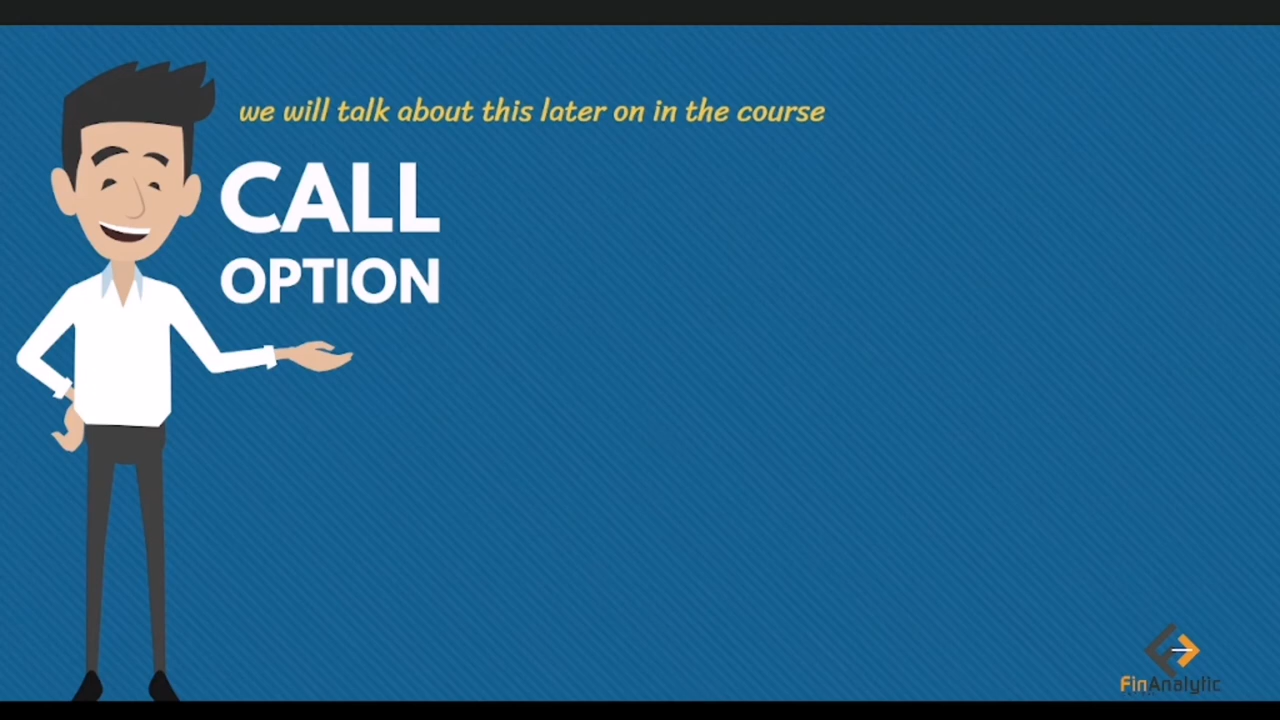 we will talk about this later on in the course
CALL
OPTION
FinAnalytic